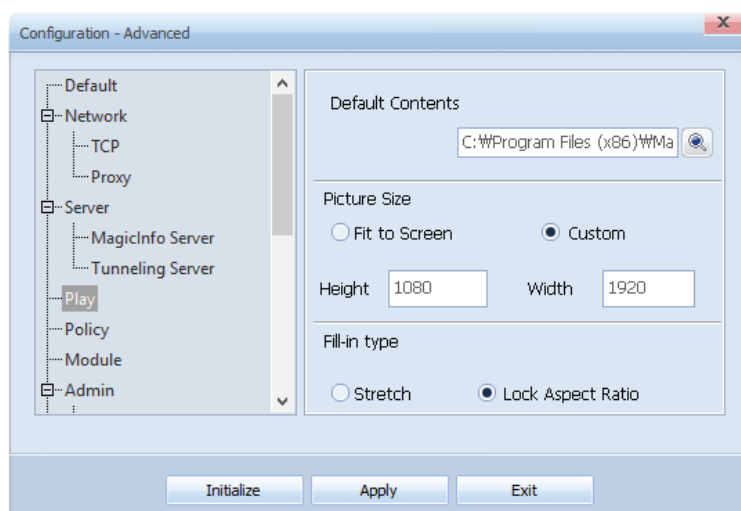 Configuration - Advanced
x
Default
Network
TCP
Proxy
Server
MagicInfo Server
Tunneling Server
Play
Policy
Module
Admin
Default Contents
C:₩Program Files (x86)₩Ma
Picture Size
Fit to Screen
Custom
Height 1080 Width 1920
Fill-in type
Stretch
Lock Aspect Ratio
Initialize Apply Exit